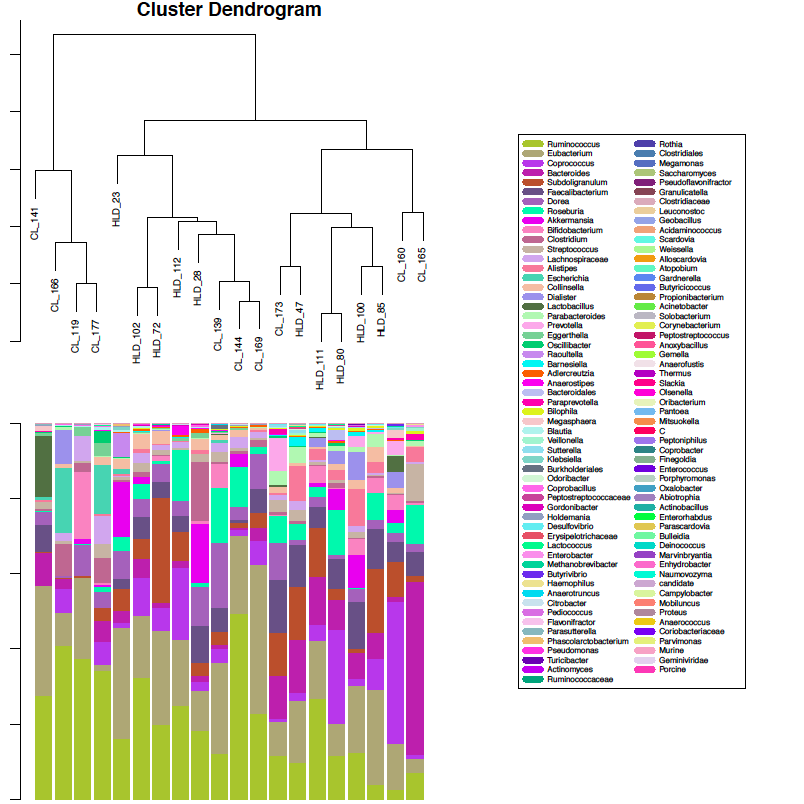 Cluster Dendrogram
CL_141
CL_166
CL_119
CL_177
HLD_23
HLD_102
HLD_72
HLD_112
HLD_28
CL_139
CL_144
CL_169
CL_173
HLD_47
HLD_111
HLD_80
HLD_100
HLD_85
CL_160
CL_165
Ruminococcus
Eubacterium
Coprococcus
Bacteroides
Subdoligranulum
Faecalibacterium
Dorea
Roseburia
Akkermansia
Bifidobacterium
Clostridium
Streptococcus
Lachnospiraceae
Alistipes
Escherichia
Collinsella
Dialister
Lactobacillus
Parabacteroides
Prevotella
Eggerthella
Oscillibacter
Raoultella
Barnesiella
Adlercreutzia
Anaerostipes
Bacteroidales
Paraprevotella
Bilophila
Megasphaera
Blautia
Veillonella
Sutterella
Klebsiella
Burkholderiales
Odoribacter
Coprobacillus
Peptostreptococcaceae
Gordonibacter
Holdemania
Desulfovibrio
Erysipelotrichaceae
Lactococcus
Enterobacter
Methanobrevibacter
Butyrivibrio
Haemophilus
Anaerotruncus
Citrobacter
Pediococcus
Flavonifractor
Parasutterella
Phascolarctobacterium
Pseudomonas
Turicibacter
Actinomyces
Ruminococcaceae
Rothia
Clostridiales
Megamonas
Saccharomyces
Pseudoflavonifractor
Granulicatella
Clostridiaceae
Leuconostoc
Geobacillus
Acidaminococcus
Scardovia
Weissella
Alloscardovia
Atopobium
Gardnerella
Butyricicoccus
Propionibacterium
Acinetobacter
Solobacterium
Corynebacterium
Peptostreptococcus
Anoxybacillus
Gemella
Anaerofustis
Thermus
Slackia
Olsenella
Oribacterium
Pantoea
Mitsuokella
C
Peptoniphilus
Coprobacter
Finegoldia
Enterococcus
Porphyromonas
Oxalobacter
Abiotrophia
Actinobacillus
Enterorhabdus
Parascardovia
Bulleidia
Deinococcus
Marvinbryantia
Enhydrobacter
Naumovozyma
candidate
Campylobacter
Mobiluncus
Proteus
Anaerococcus
Coriobacteriaceae
Parvimonas
Murine
Geminiviridae
Porcine